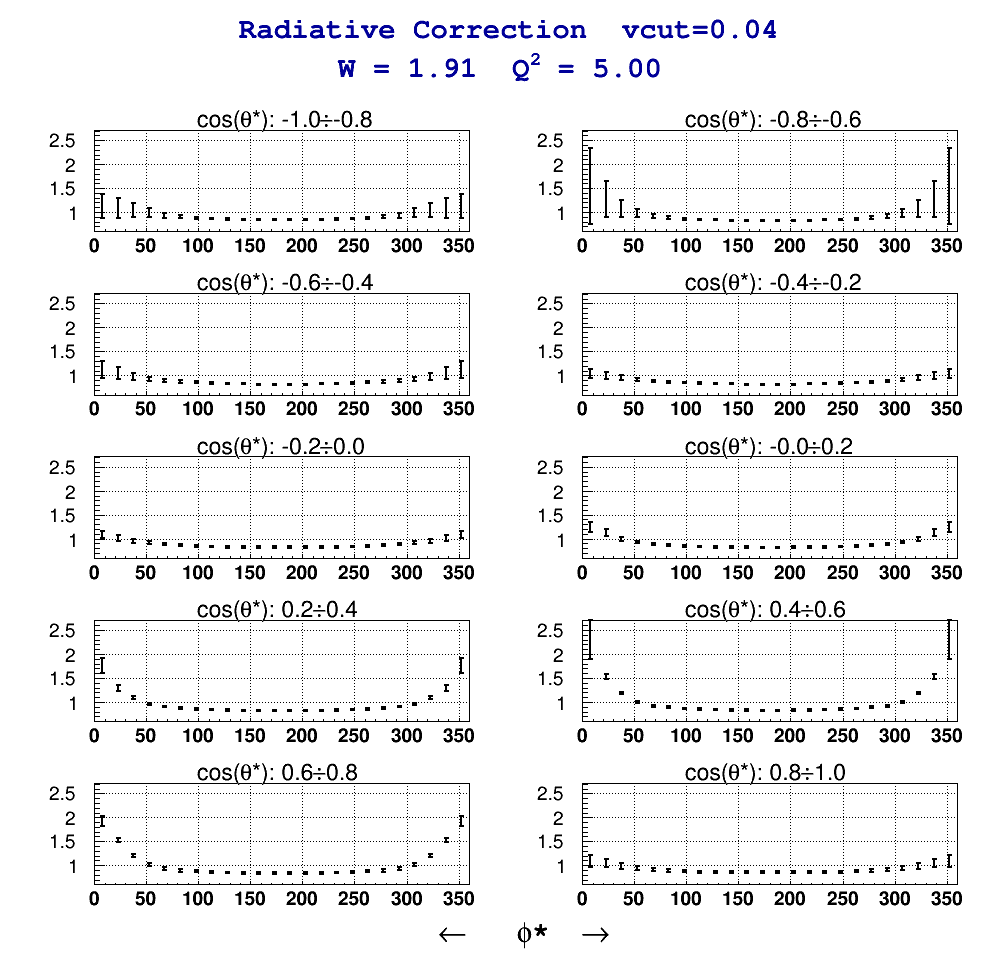 Radiative Correction vcut=0.04
W = 1.91 Q² = 5.00
cos(θ*): -1.0÷-0.8
2.5
2
1.5
1
0 50 100 150 200 250 300 350
cos(θ*): -0.8÷-0.6
2.5
2
1.5
1
0 50 100 150 200 250 300 350
cos(θ*): -0.6÷-0.4
2.5
2
1.5
1
0 50 100 150 200 250 300 350
cos(θ*): -0.4÷-0.2
2.5
2
1.5
1
0 50 100 150 200 250 300 350
cos(θ*): -0.2÷0.0
2.5
2
1.5
1
0 50 100 150 200 250 300 350
cos(θ*): -0.0÷0.2
2.5
2
1.5
1
0 50 100 150 200 250 300 350
cos(θ*): 0.2÷0.4
2.5
2
1.5
1
0 50 100 150 200 250 300 350
cos(θ*): 0.4÷0.6
2.5
2
1.5
1
0 50 100 150 200 250 300 350
cos(θ*): 0.6÷0.8
2.5
2
1.5
1
0 50 100 150 200 250 300 350
cos(θ*): 0.8÷1.0
2.5
2
1.5
1
0 50 100 150 200 250 300 350
← ϕ* →